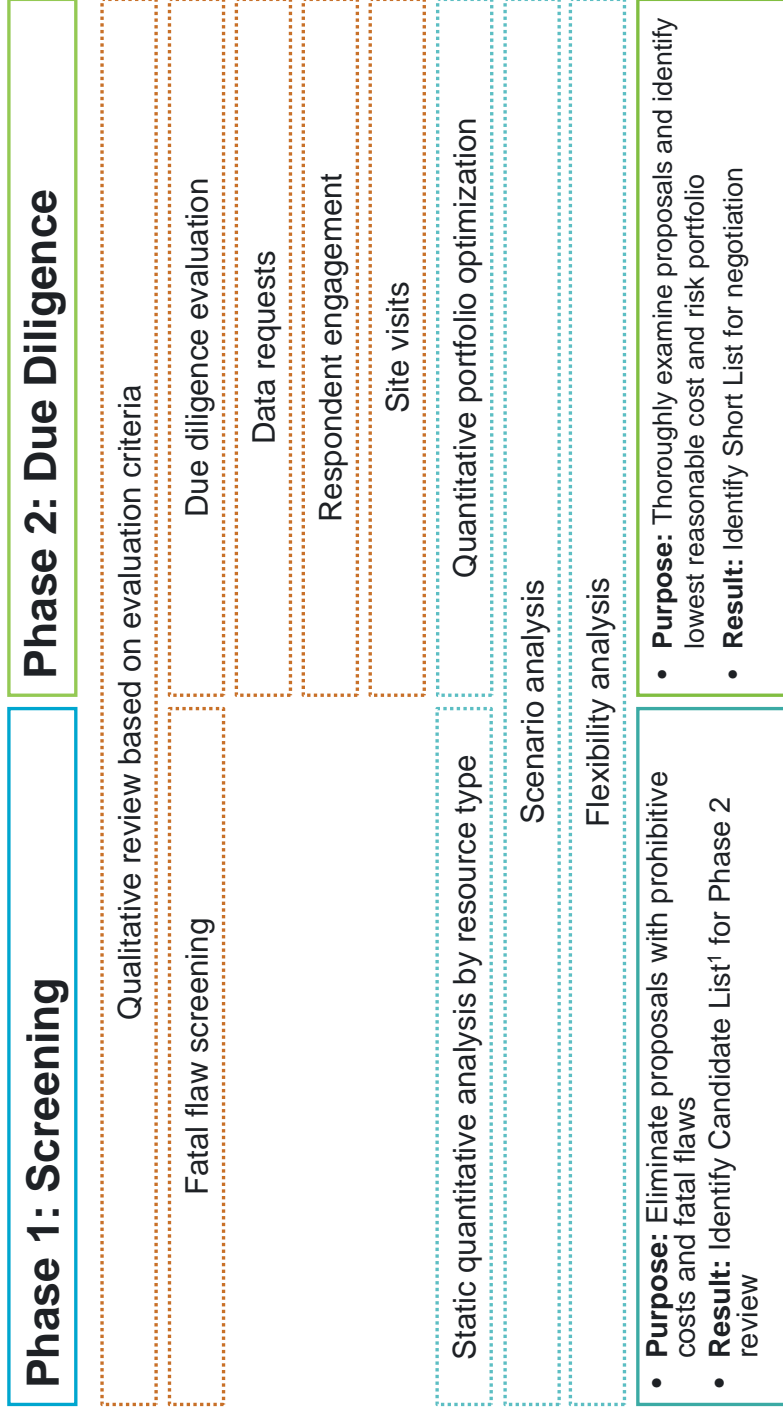 Phase 1: Screening
Phase 2: Due Diligence
Qualitative review based on evaluation criteria
Fatal flaw screening
Due diligence evaluation
Data requests
Respondent engagement
Site visits
Static quantitative analysis by resource type
Quantitative portfolio optimization
Scenario analysis
Flexibility analysis
• Purpose: Eliminate proposals with prohibitive
costs and fatal flaws
• Result: Identify Candidate List¹ for Phase 2
review
• Purpose: Thoroughly examine proposals and identify
lowest reasonable cost and risk portfolio
• Result: Identify Short List for negotiation